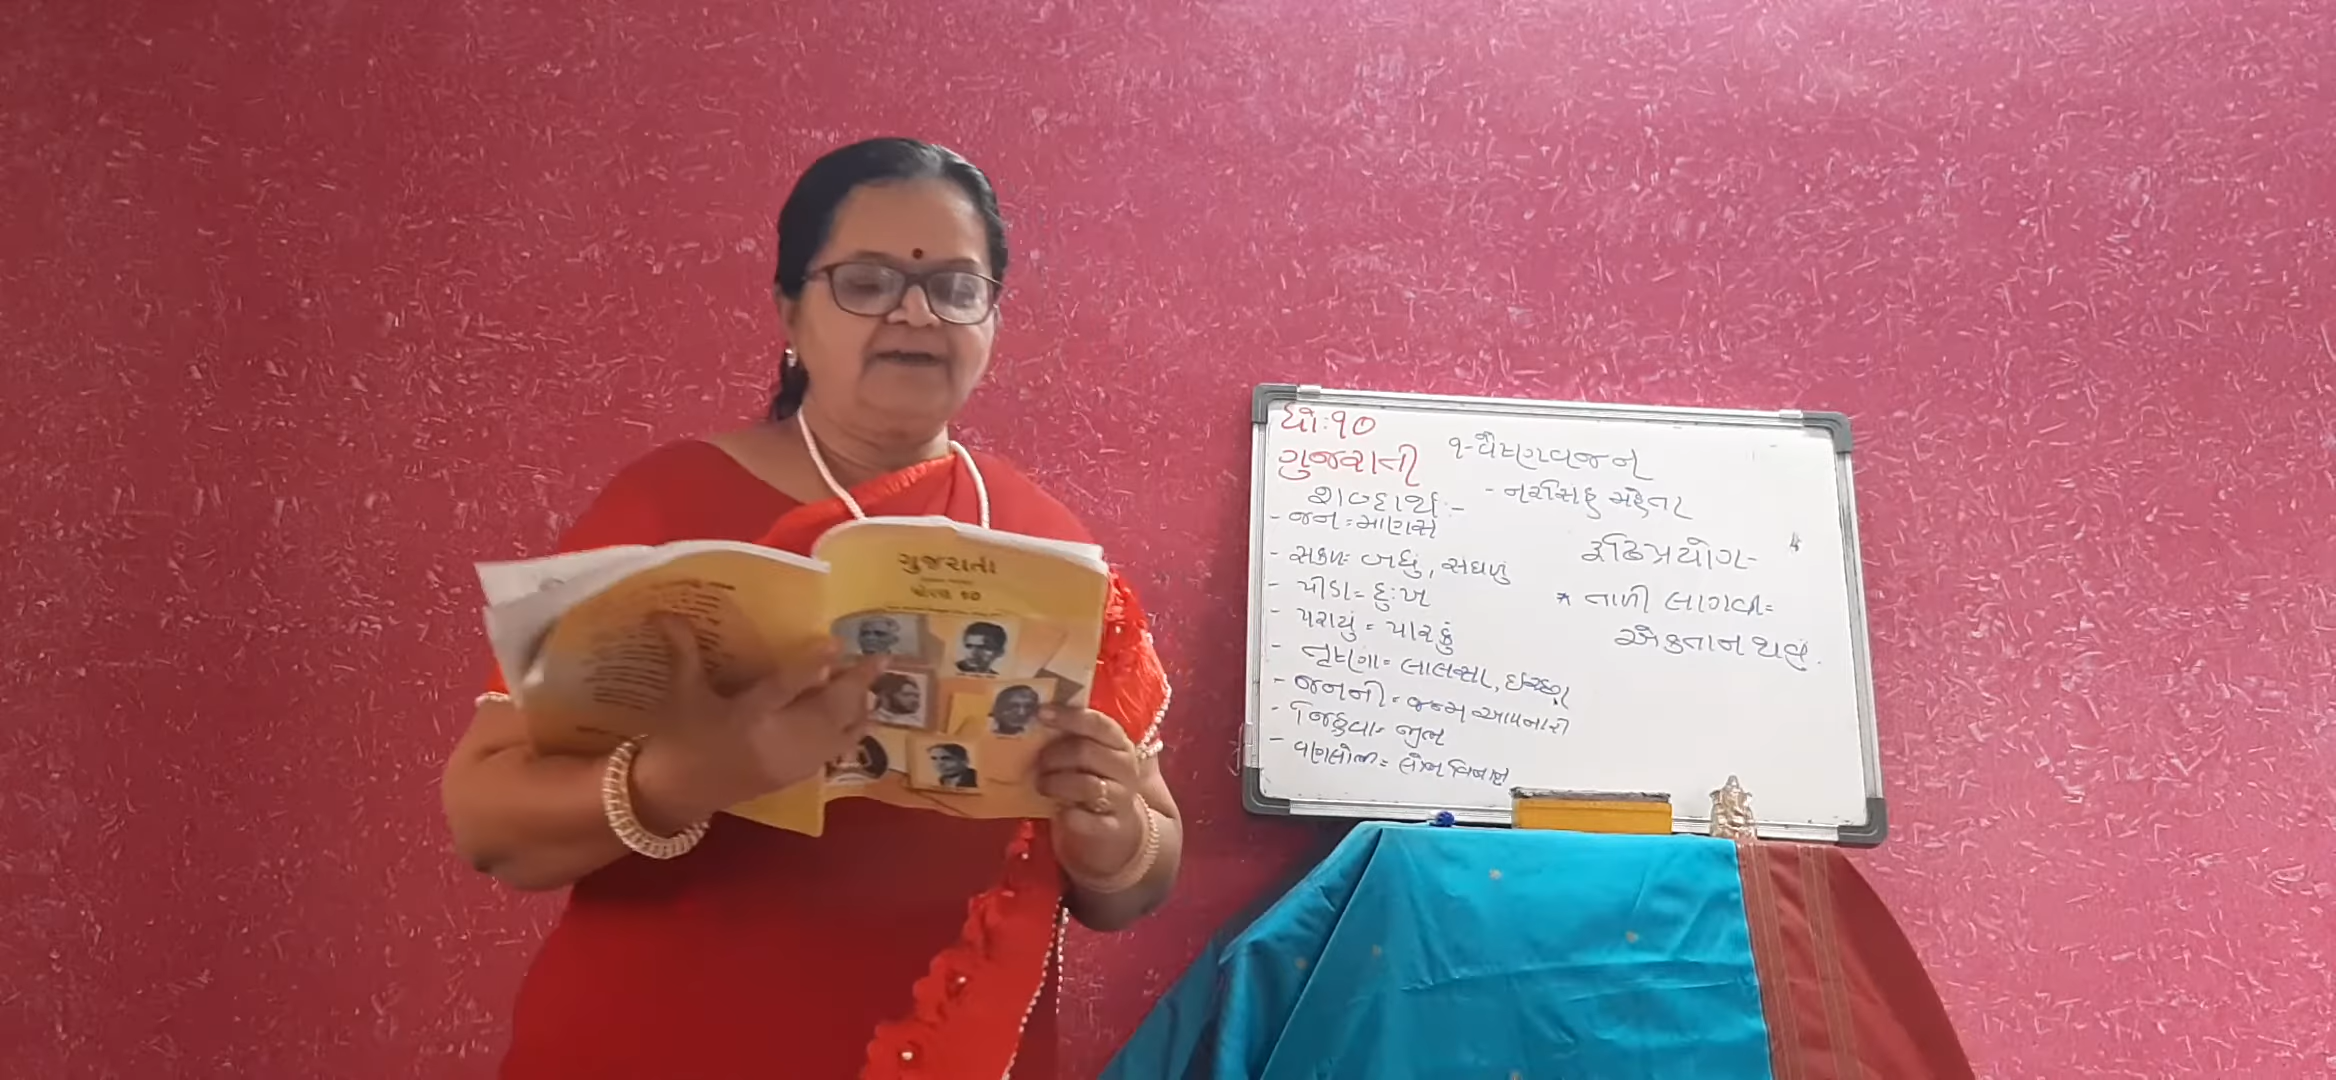 ધો:૧૦
ગુજરાતી
૧-વૈષ્ણવજન
- નરસિંહ મહેતા
શબ્દાર્થ:-
- જન = માણસ
- સકળ = બધું, સઘળું
- પીડા = દુઃખ
- પરાયું = પારકું
- તૃષ્ણા = લાલસા, ઈચ્છા
- જનની = જન્મ આપનારી
- જિહ્વા = જીભ
- વણલોભી = લોભ વિનાનું
રૂઢિપ્રયોગ-
* તાળી લાગવી =
એકતાન થવું.
ગુજરાતી
ધોરણ ૧૦